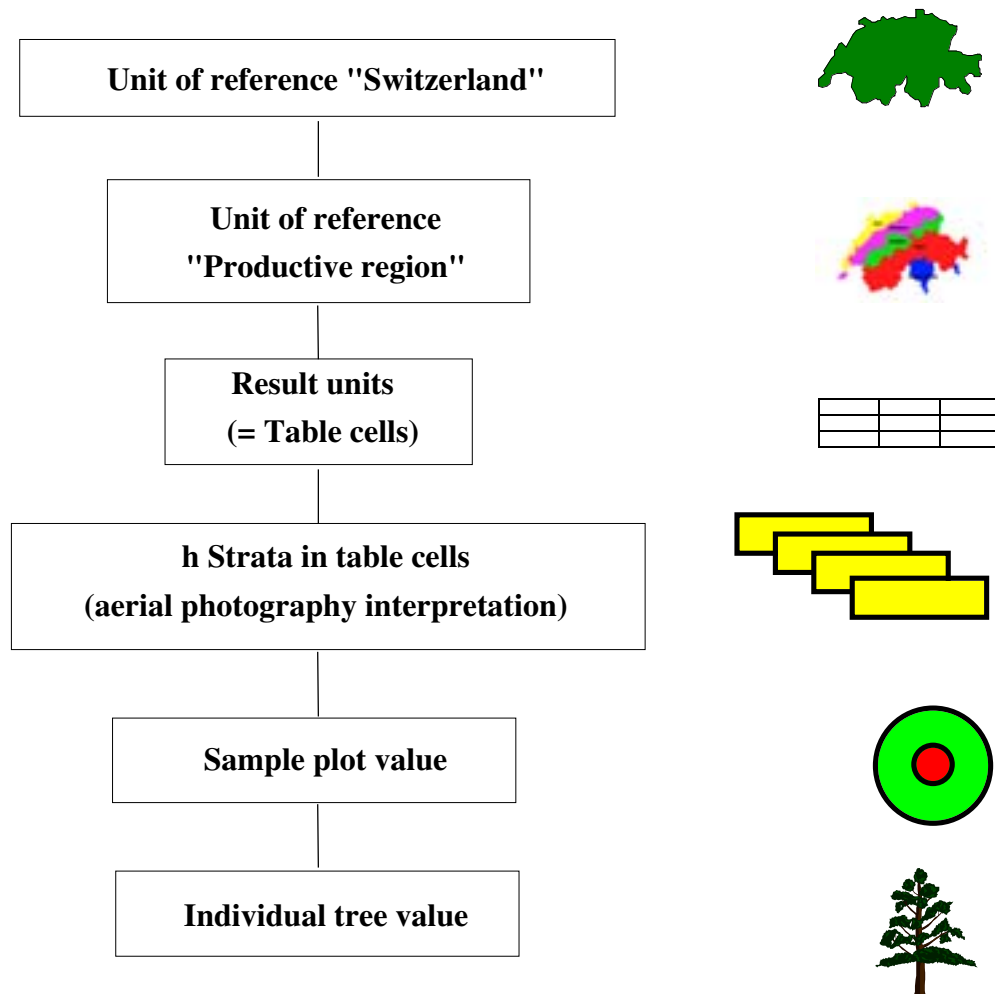 Unit of reference "Switzerland"
Unit of reference
"Productive region"
Result units
(= Table cells)
h Strata in table cells
(aerial photography interpretation)
Sample plot value
Individual tree value